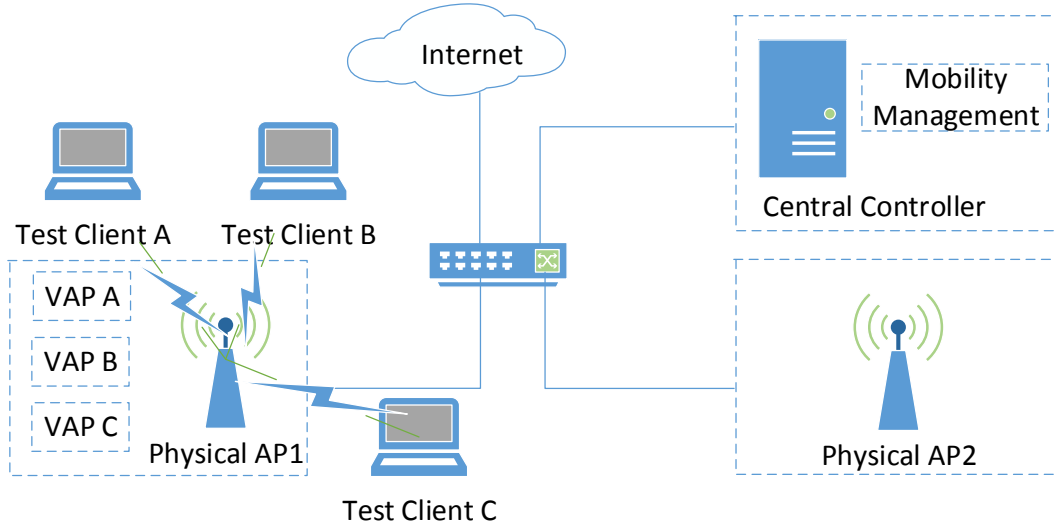 Internet
Mobility
Management
Central Controller
Test Client A
Test Client B
VAP A
VAP B
VAP C
Physical AP1
Physical AP2
Test Client C